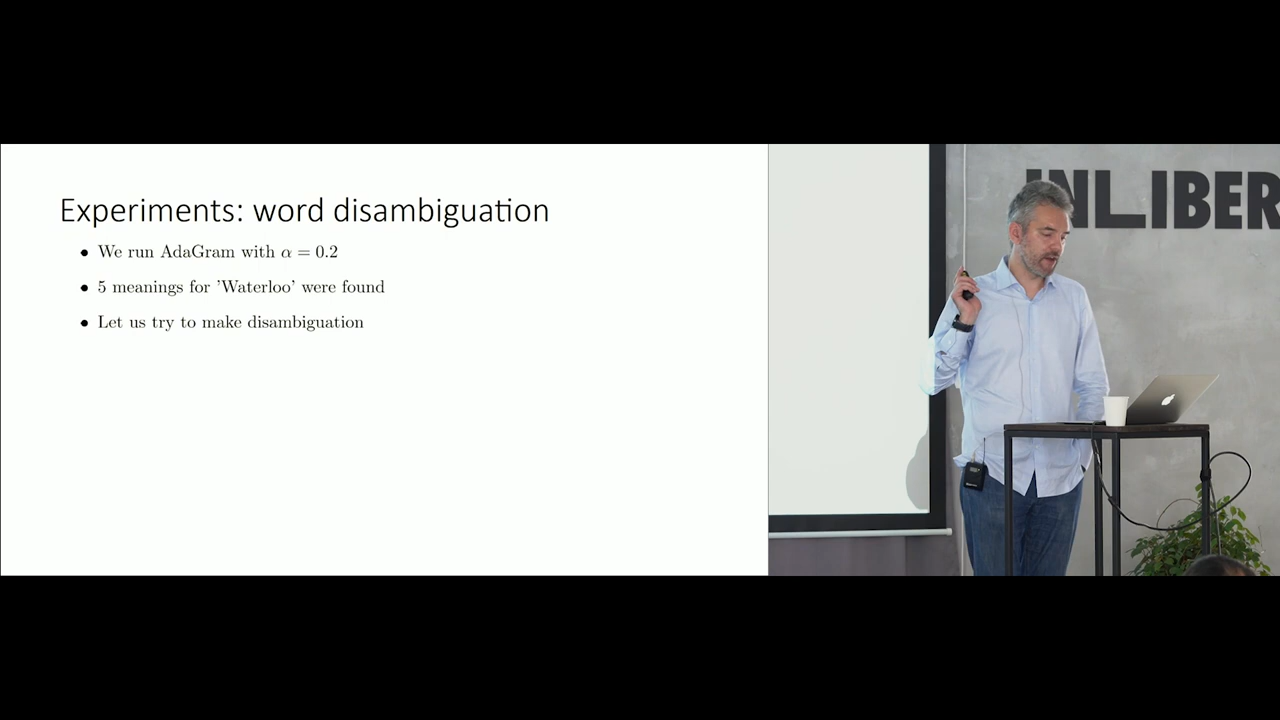 Experiments: word disambiguation
• We run AdaGram with α = 0.2
• 5 meanings for 'Waterloo' were found
• Let us try to make disambiguation
INLIBER